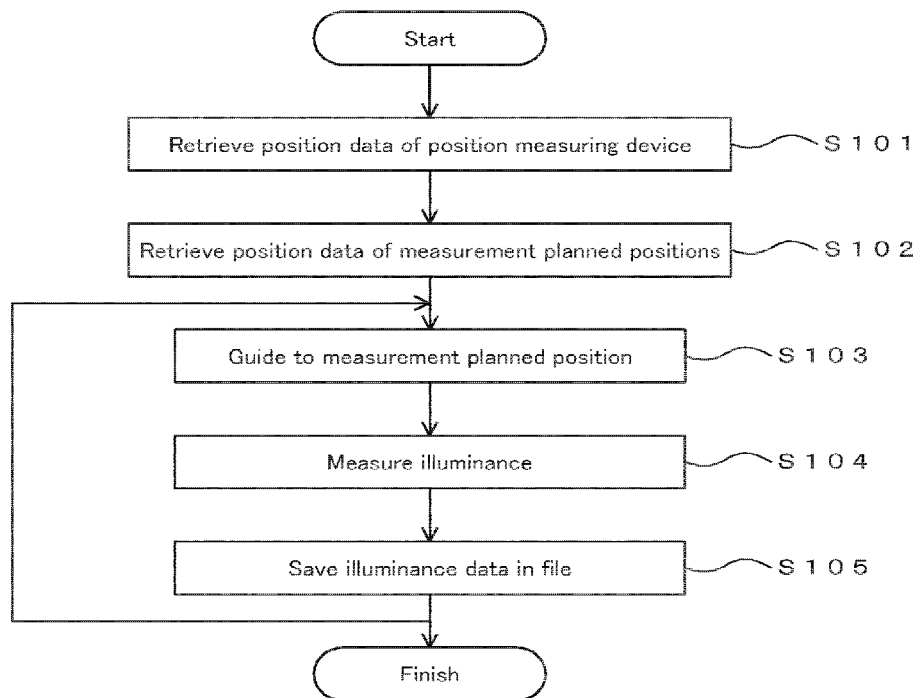 Start
Retrieve position data of position measuring device S101
Retrieve position data of measurement planned positions S102
Guide to measurement planned position S103
Measure illuminance S104
Save illuminance data in file S105
Finish